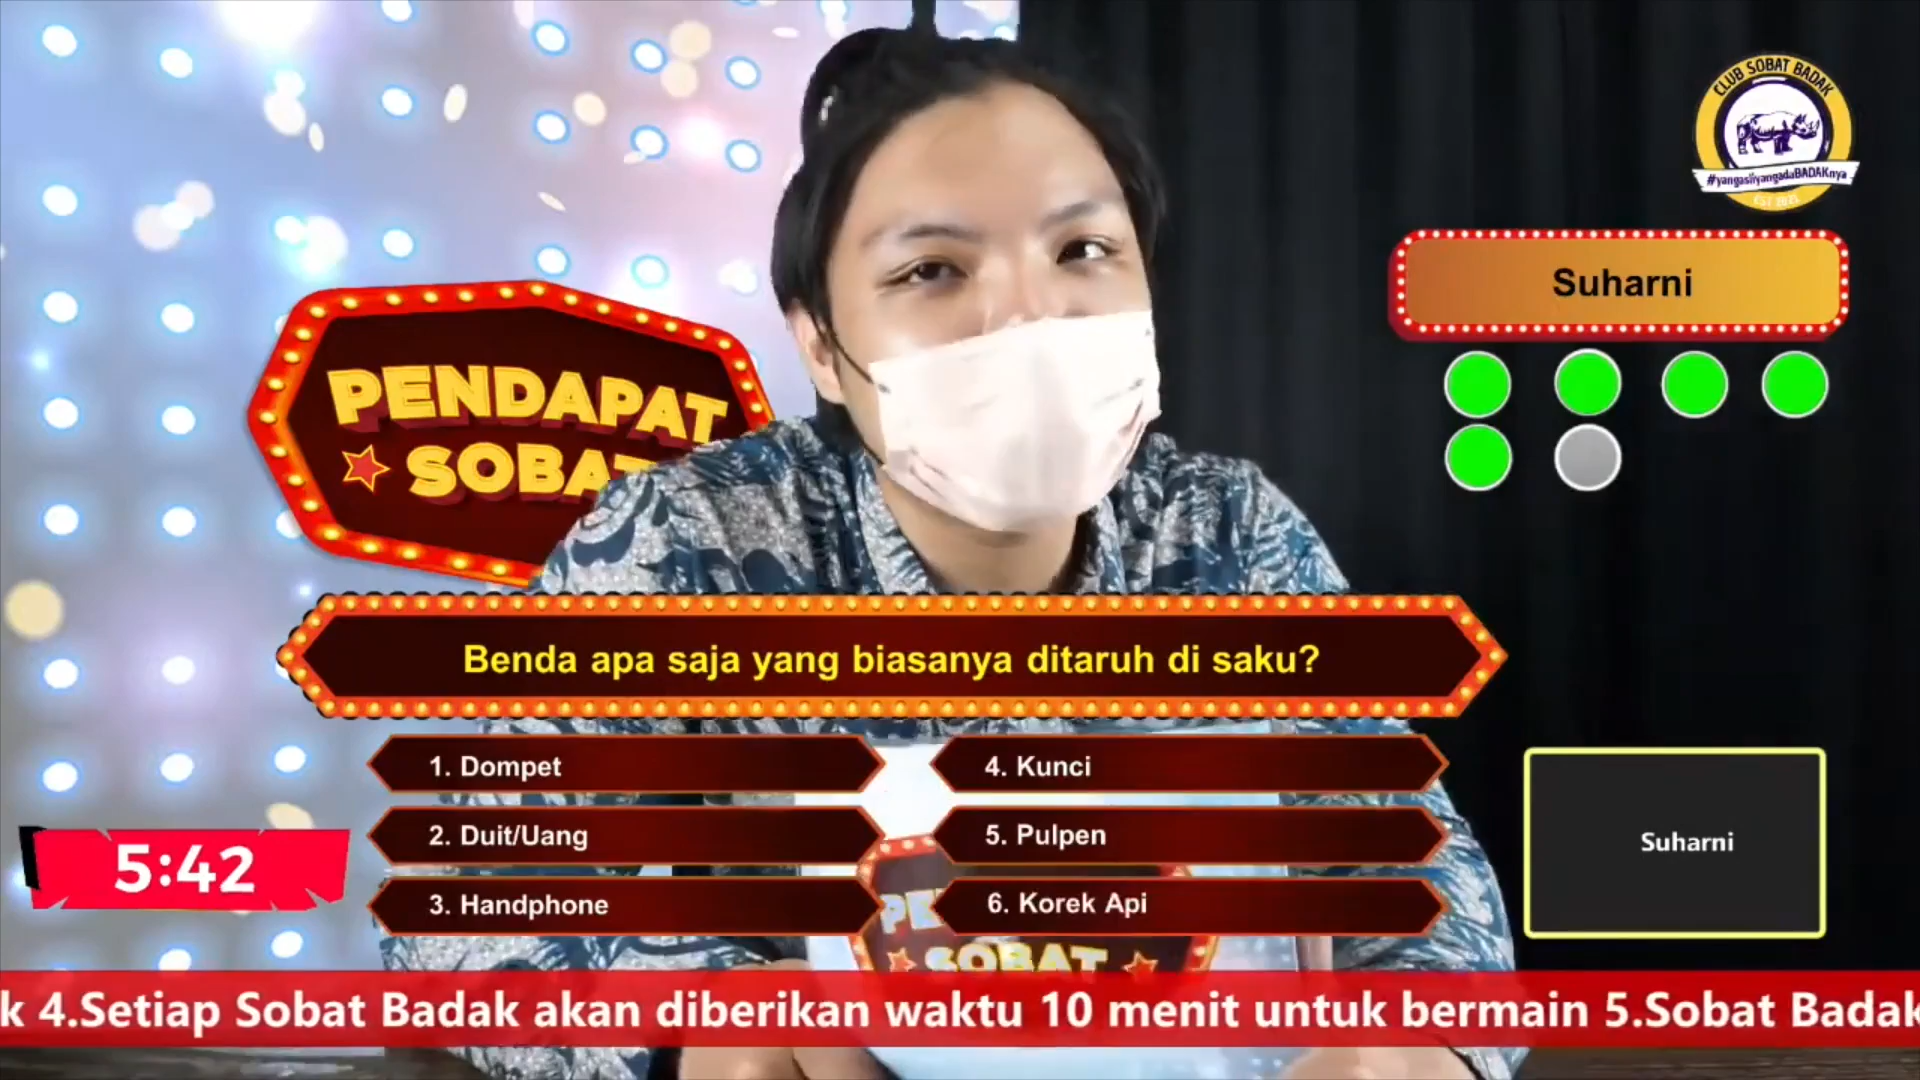 CLUB SOBAT BADAK
#yangasliyangadaBADAKnya
Suharni
PENDAPAT
SOBAT
Benda apa saja yang biasanya ditaruh di saku?
1. Dompet
2. Duit/Uang
3. Handphone
4. Kunci
5. Pulpen
6. Korek Api
5:42
Suharni
PE
SOBAT
k 4.Setiap Sobat Badak akan diberikan waktu 10 menit untuk bermain 5.Sobat Badak